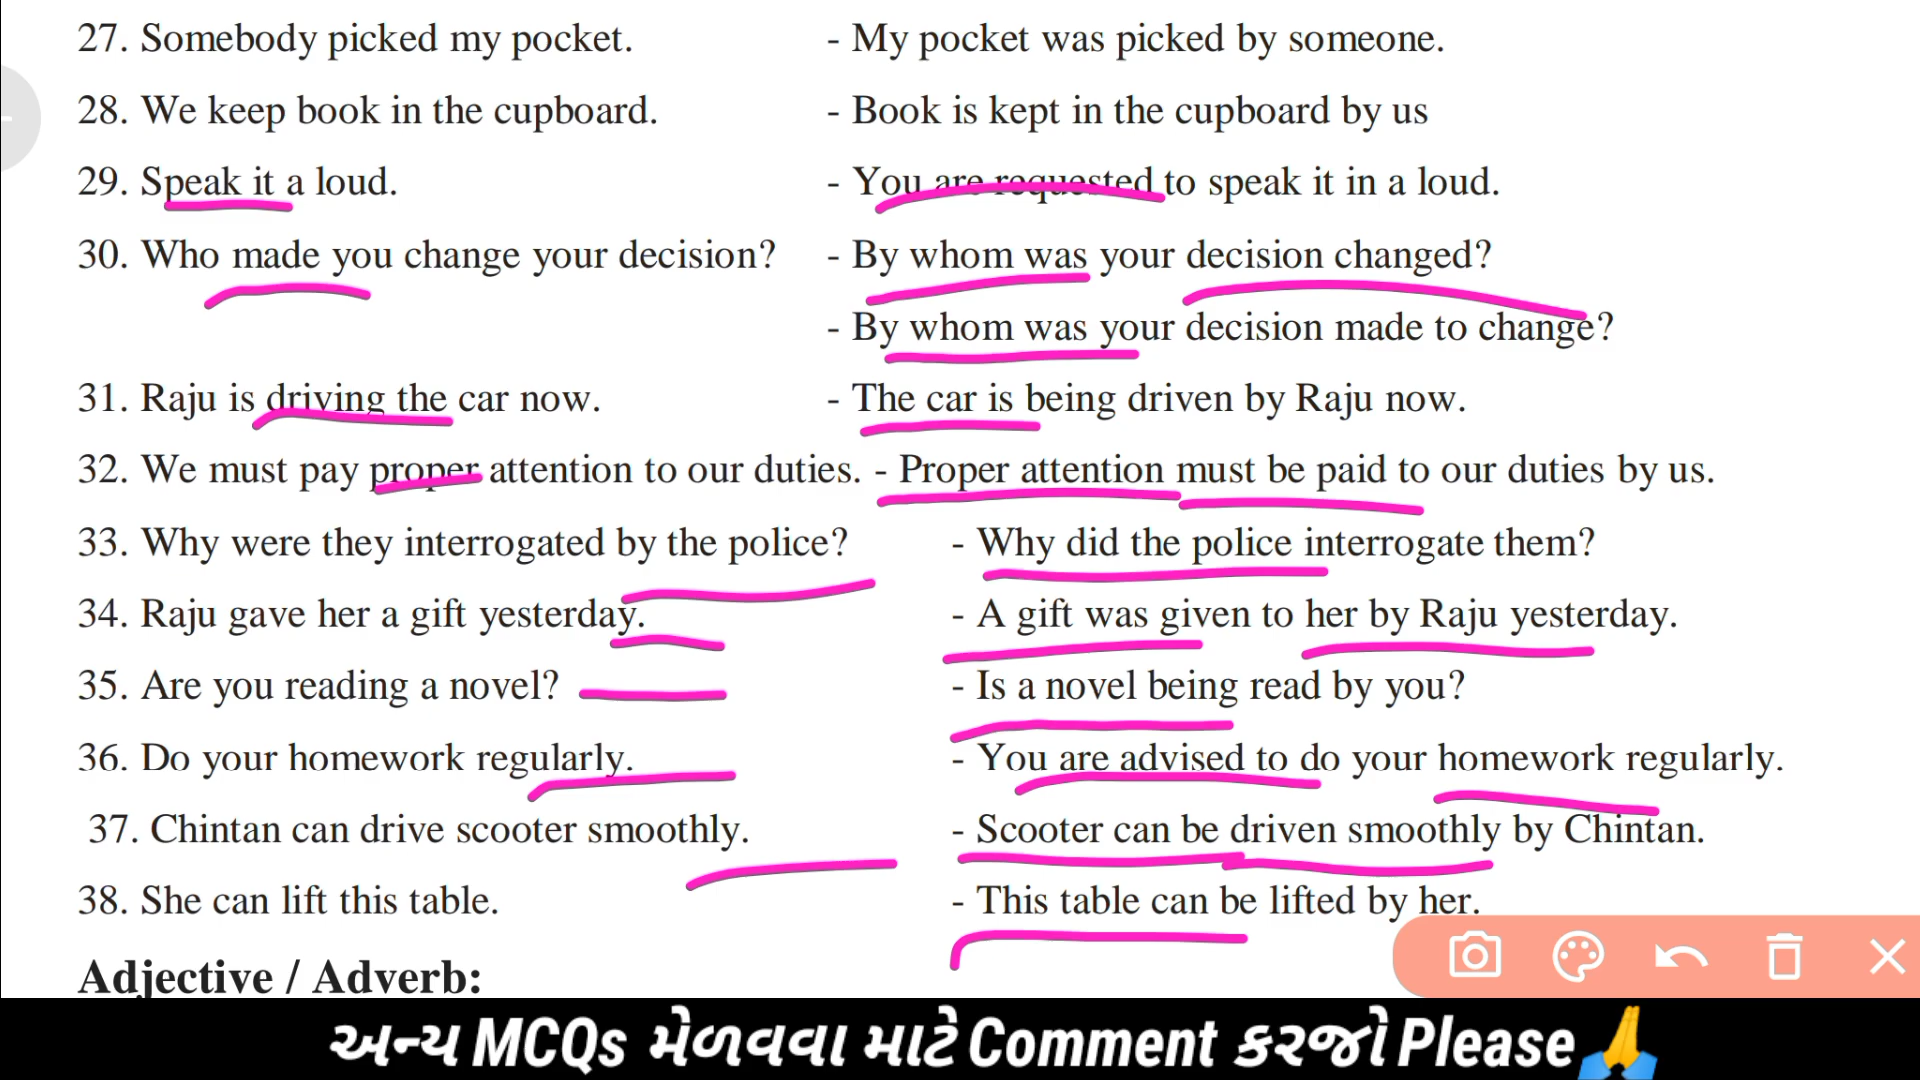 27. Somebody picked my pocket. - My pocket was picked by someone.
28. We keep book in the cupboard. - Book is kept in the cupboard by us
29. Speak it a loud. - You are requested to speak it in a loud.
30. Who made you change your decision? - By whom was your decision changed?
- By whom was your decision made to change?
31. Raju is driving the car now. - The car is being driven by Raju now.
32. We must pay proper attention to our duties. - Proper attention must be paid to our duties by us.
33. Why were they interrogated by the police? - Why did the police interrogate them?
34. Raju gave her a gift yesterday. - A gift was given to her by Raju yesterday.
35. Are you reading a novel? - Is a novel being read by you?
36. Do your homework regularly. - You are advised to do your homework regularly.
37. Chintan can drive scooter smoothly. - Scooter can be driven smoothly by Chintan.
38. She can lift this table. - This table can be lifted by her.
Adjective / Adverb:
અન્ય MCQs મેળવવા માટે Comment કરજો Please🙏